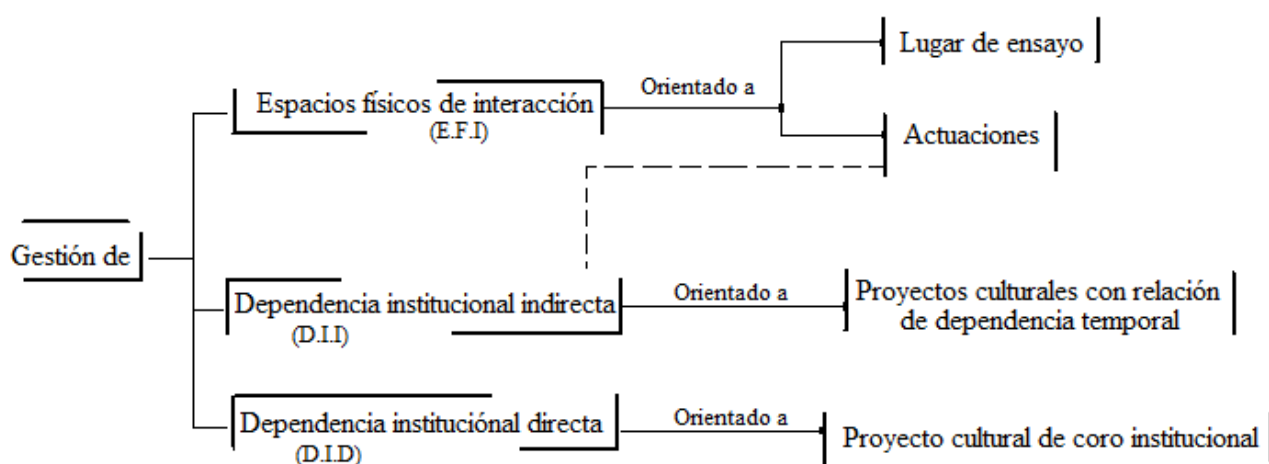 Lugar de ensayo
Orientado a
Espacios físicos de interacción
(E.F.I)
Actuaciones
Gestión de
Dependencia institucional indirecta
(D.I.I)
Orientado a
Proyectos culturales con relación
de dependencia temporal
Dependencia instituciónal directa
(D.I.D)
Orientado a
Proyecto cultural de coro institucional